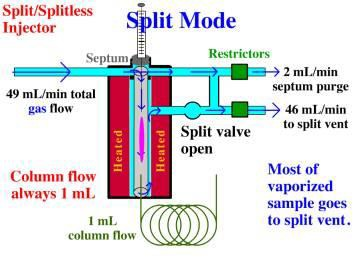 Split/Splitless
Injector
Split Mode
Septum
Restrictors
2 mL/min
septum purge
49 mL/min total
gas flow
46 mL/min
to split vent
Split valve
open
Heated
Heated
Column flow
always 1 mL
Most of
vaporized
sample goes
to split vent.
1 mL
column flow